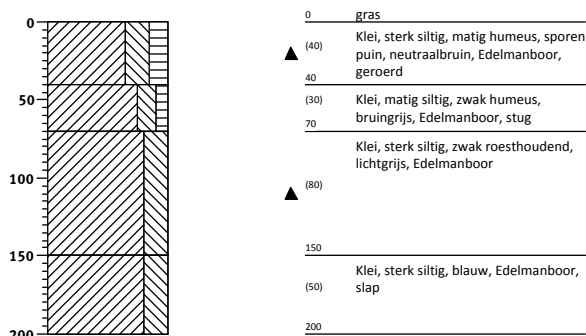 0
50
100
150
200
0 gras
(40) Klei, sterk siltig, matig humeus, sporen
puin, neutraalbruin, Edelmanboor,
geroerd
40
(30) Klei, matig siltig, zwak humeus,
bruingrijs, Edelmanboor, stug
70
Klei, sterk siltig, zwak roesthoudend,
lichtgrijs, Edelmanboor
(80)
150
Klei, sterk siltig, blauw, Edelmanboor,
(50) slap
200